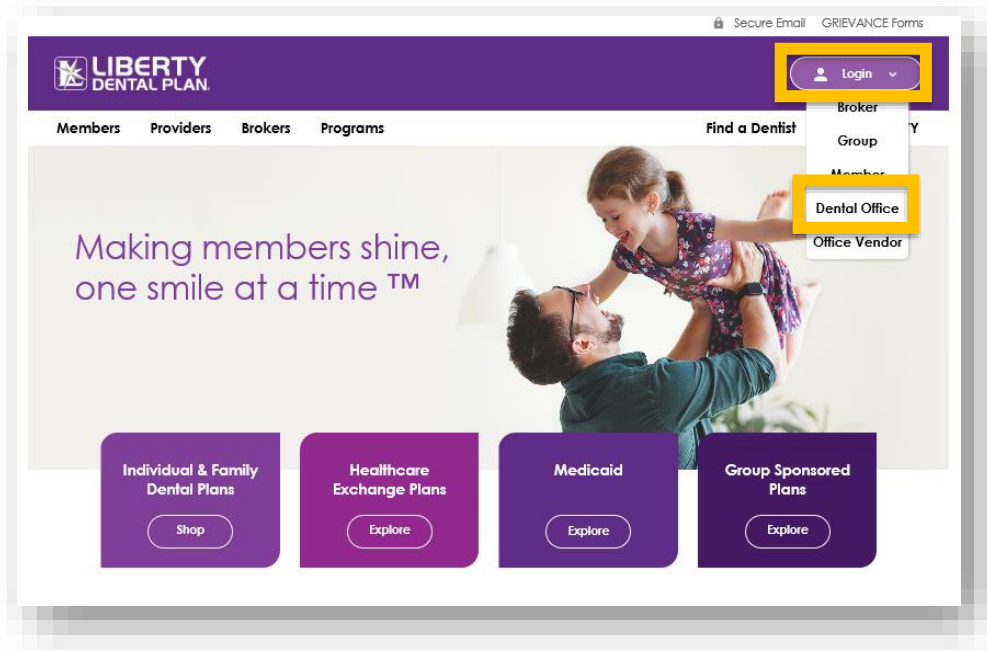 Secure Email GRIEVANCE Forms
LIBERTY
DENTAL PLAN.
Login
Members Providers Brokers Programs Find a Dentist Y
Broker
Group
Member
Dental Office
Office Vendor
Making members shine,
one smile at a time ™
Individual & Family
Dental Plans
Shop
Healthcare
Exchange Plans
Explore
Medicaid
Explore
Group Sponsored
Plans
Explore